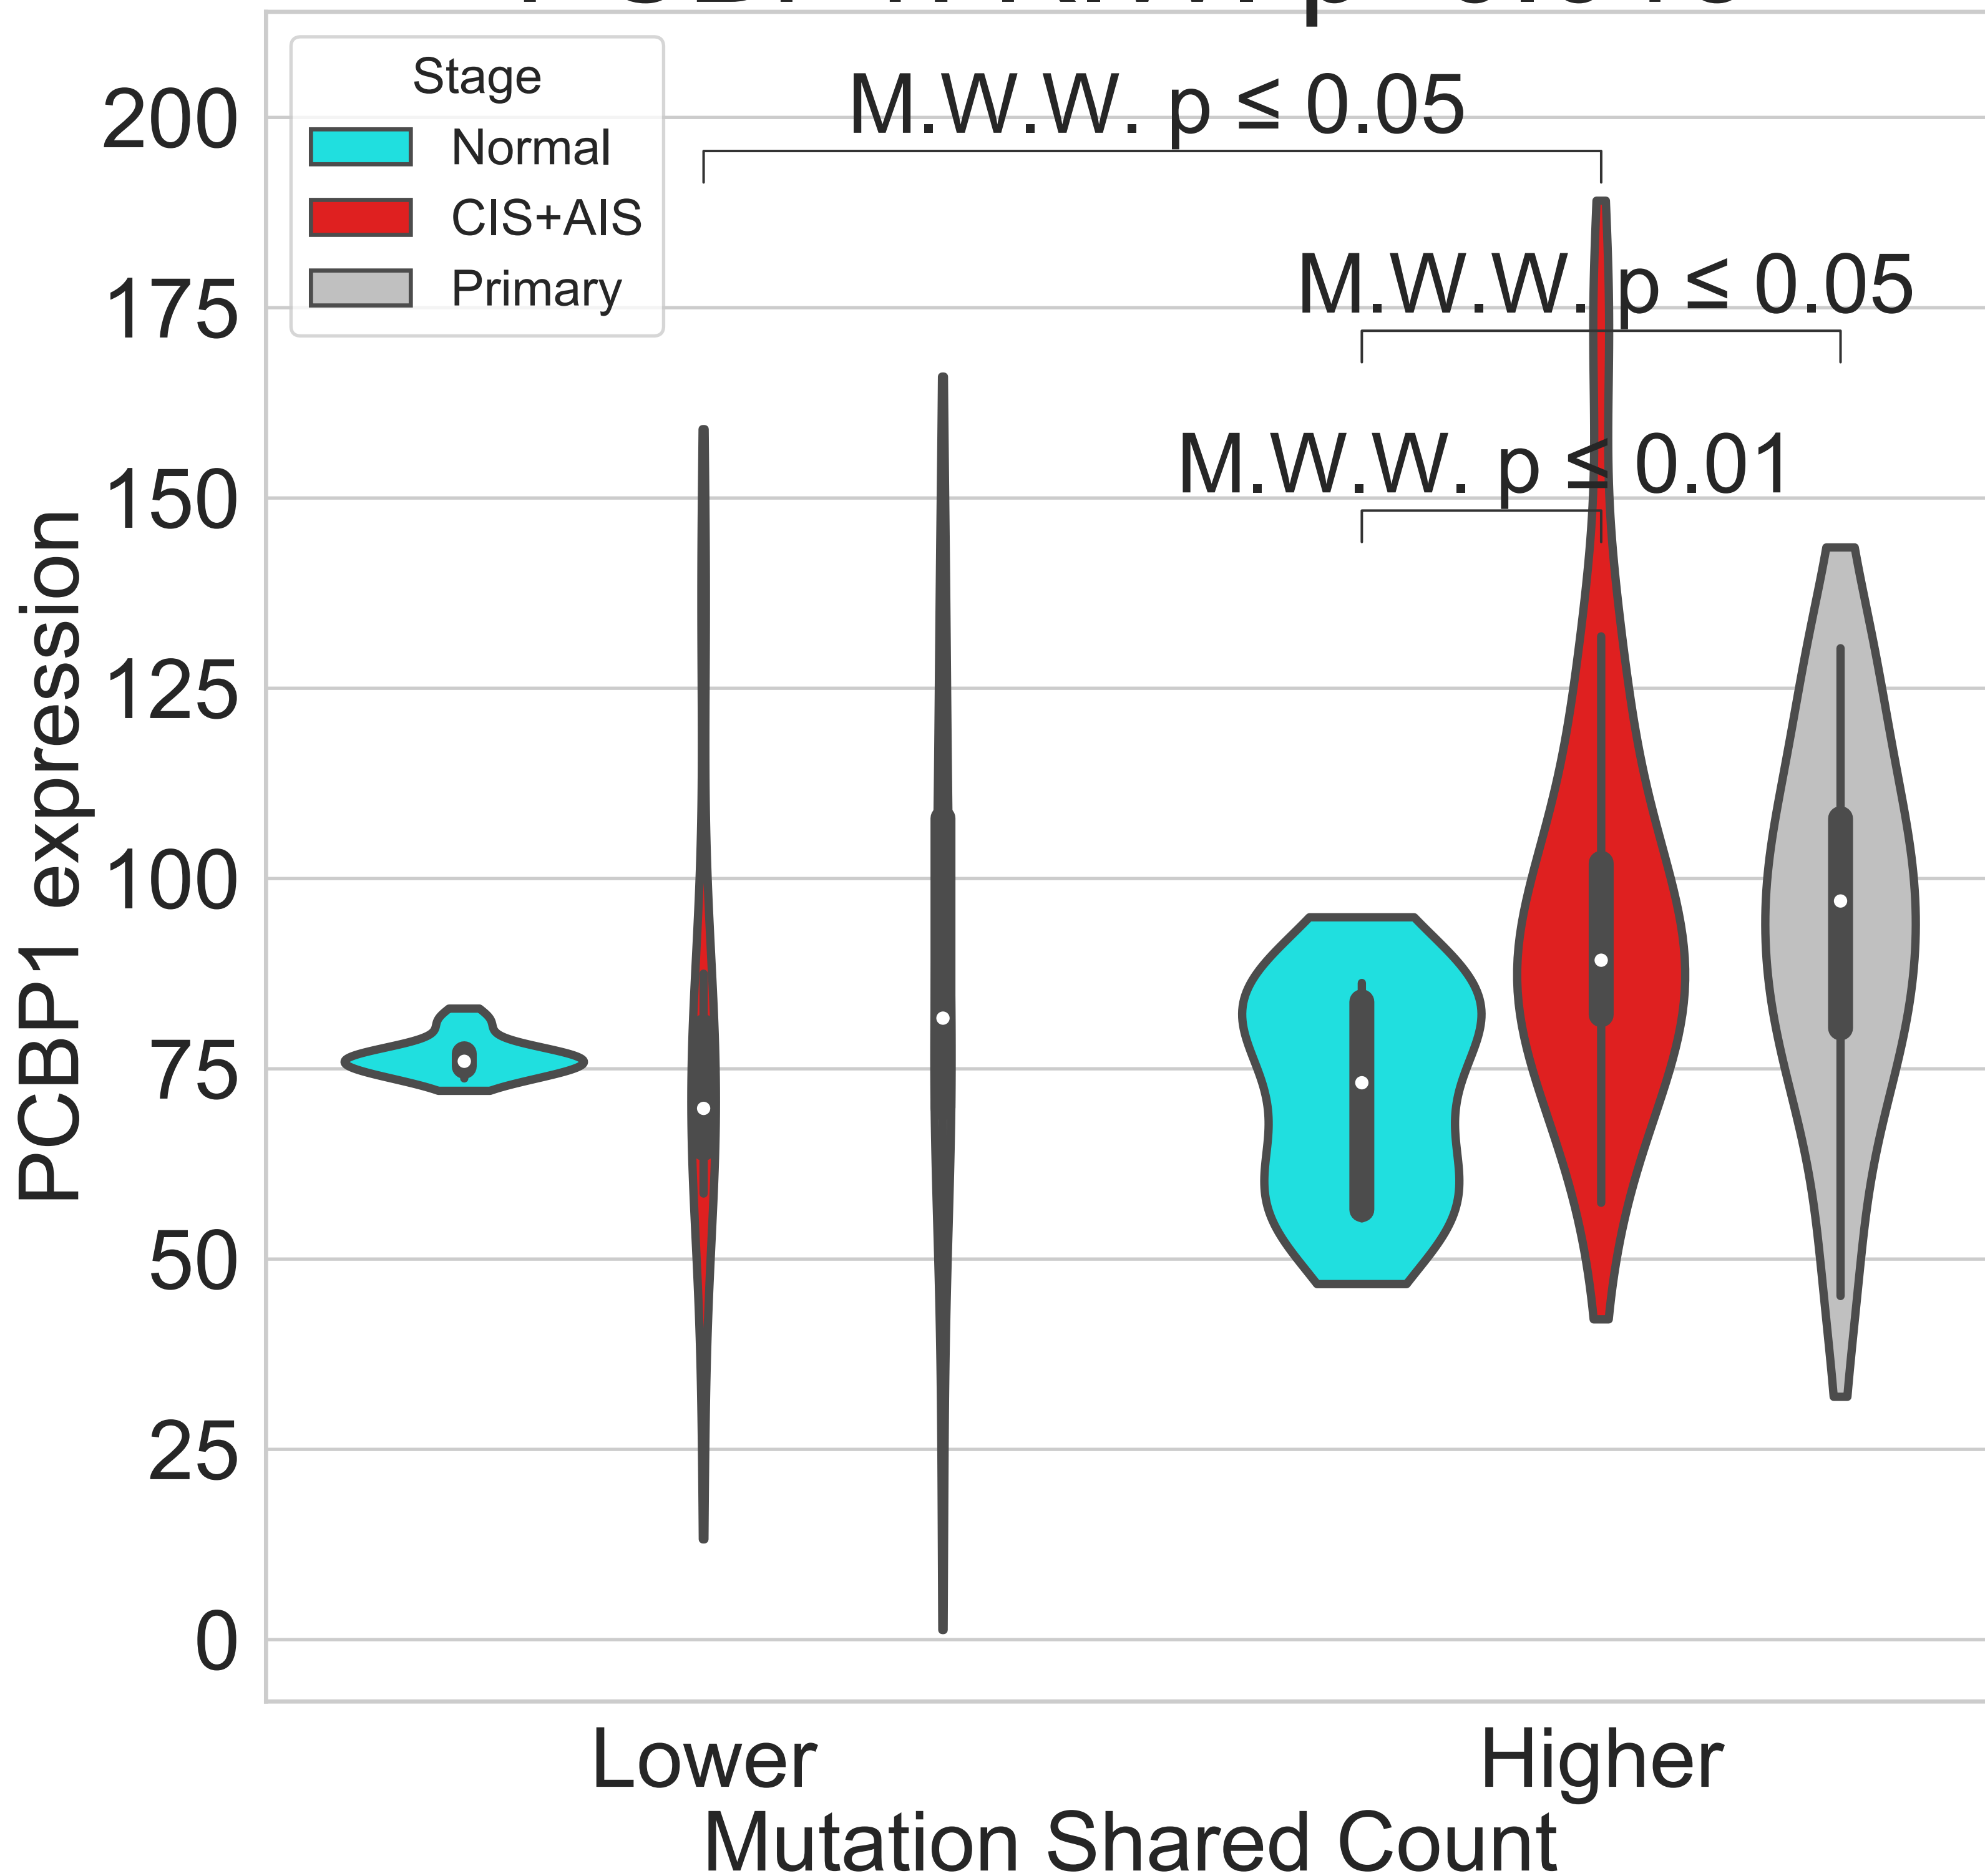 Stage
Normal
CIS+AIS
Primary
M.W.W. p ≤ 0.05
M.W.W. p ≤ 0.05
M.W.W. p ≤ 0.01
200
175
150
125
100
75
50
25
0
PCBP1 expression
Lower
Higher
Mutation Shared Count